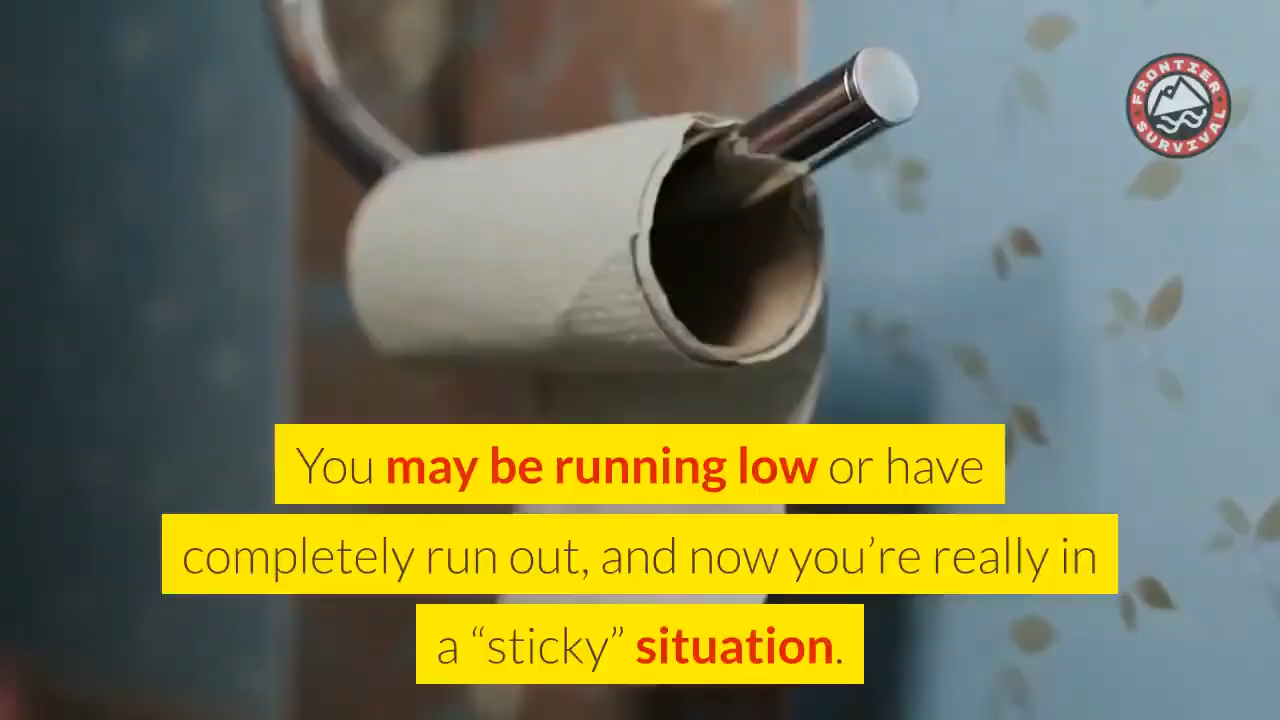 FRONTIER
SURVIVAL
You may be running low or have
completely run out, and now you’re really in
a “sticky” situation.